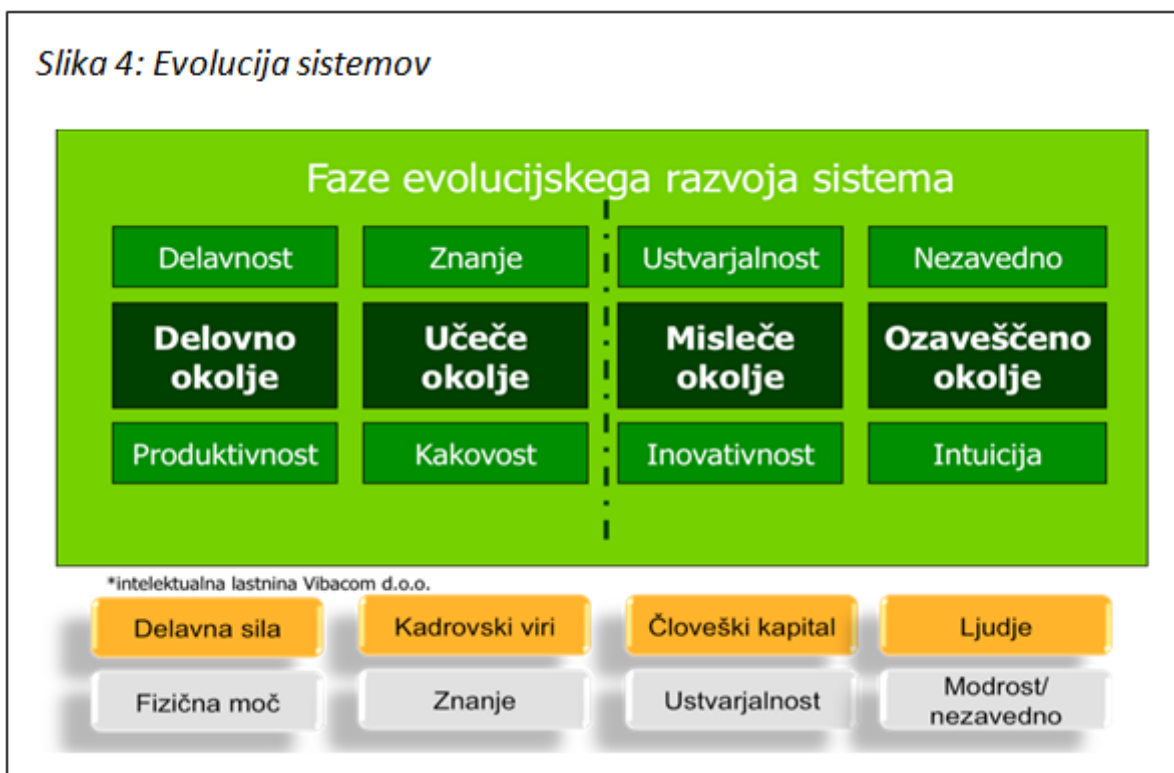 Slika 4: Evolucija sistemov
Faze evolucijskega razvoja sistema
Delavnost
Znanje
Ustvarjalnost
Nezavedno
Delovno
okolje
Učeče
okolje
Misleče
okolje
Ozaveščeno
okolje
Produktivnost
Kakovost
Inovativnost
Intuicija
*intelektualna lastnina Vibacom d.o.o.
Delavna sila
Kadrovski viri
Človeški kapital
Ljudje
Fizična moč
Znanje
Ustvarjalnost
Modrost/
nezavedno